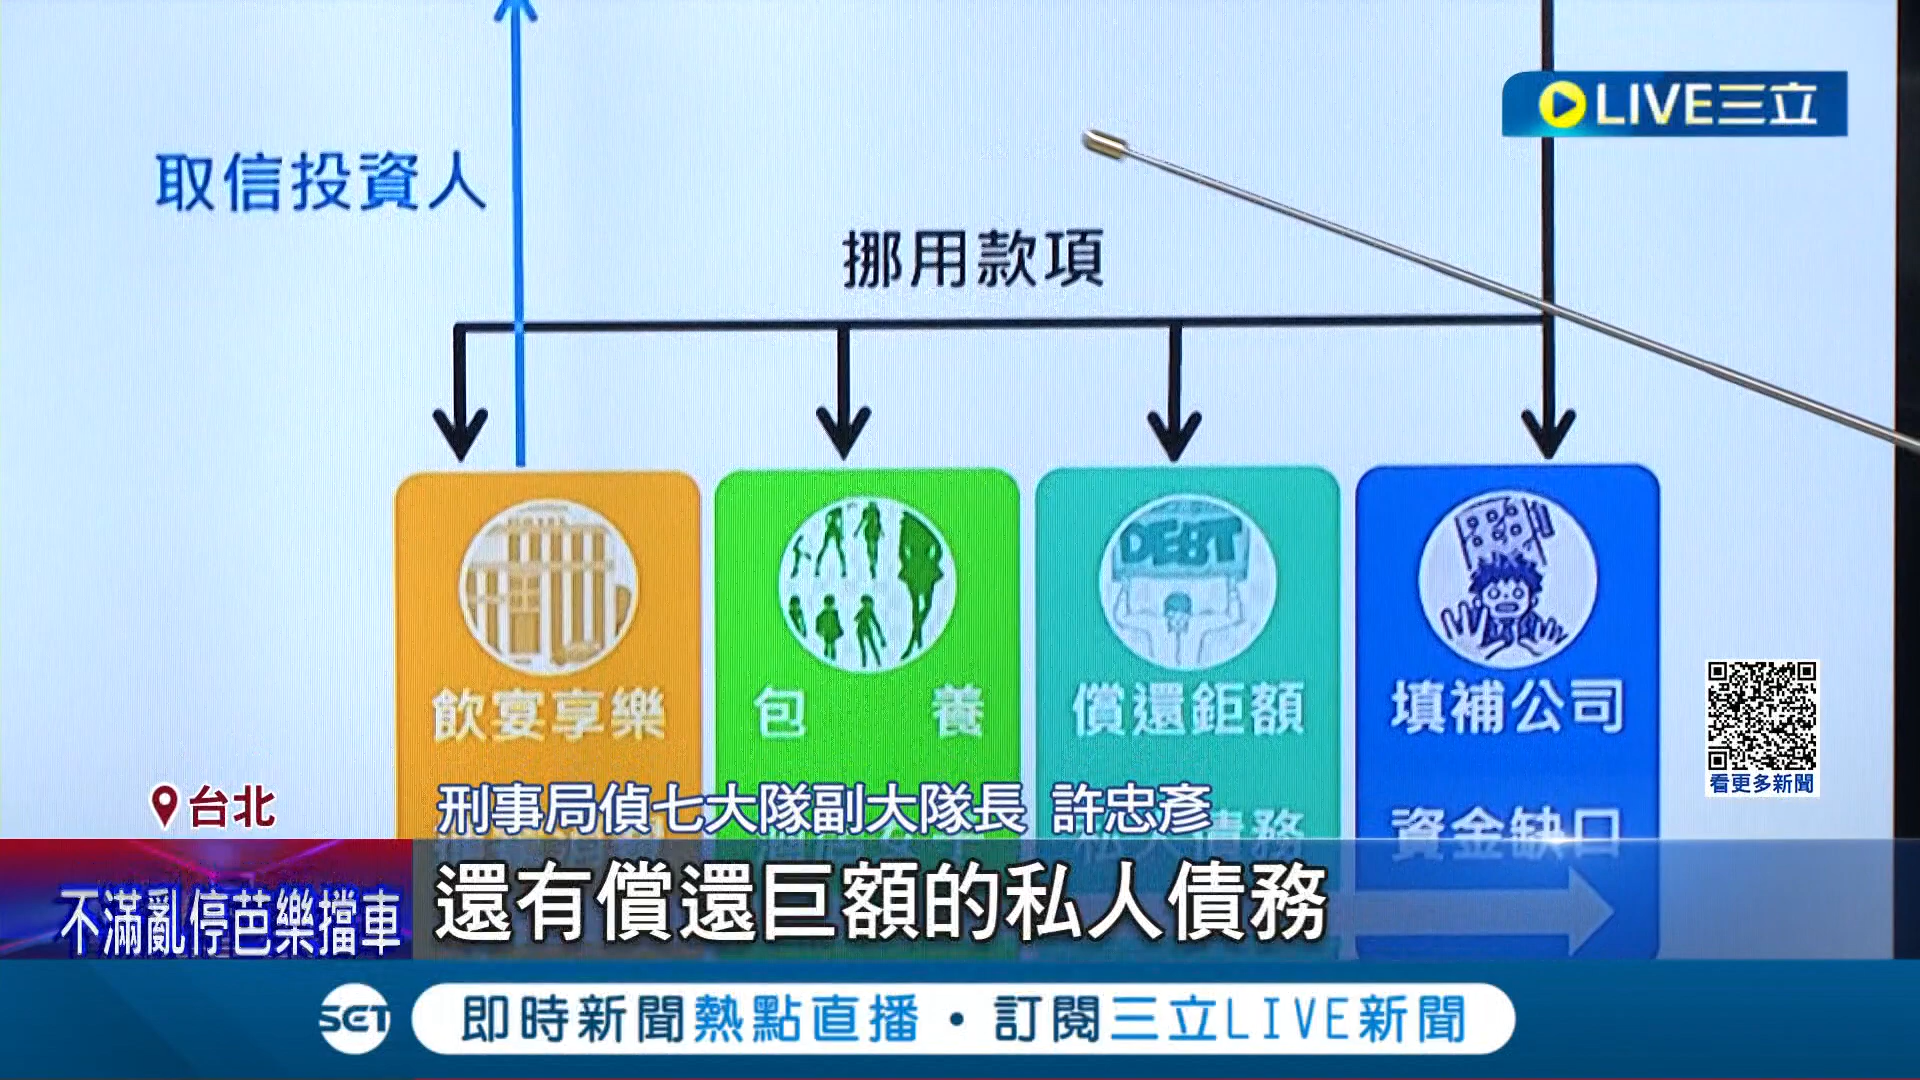 LIVE三立
取信投資人
挪用款項
DEBT
飲宴享樂
包 養
償還鉅額
填補公司
私人債務
資金缺口
看更多新聞
台北
刑事局偵七大隊副大隊長 許忠彥
不滿亂停芭樂擋車
還有償還巨額的私人債務
SET
即時新聞熱點直播・訂閱三立LIVE新聞